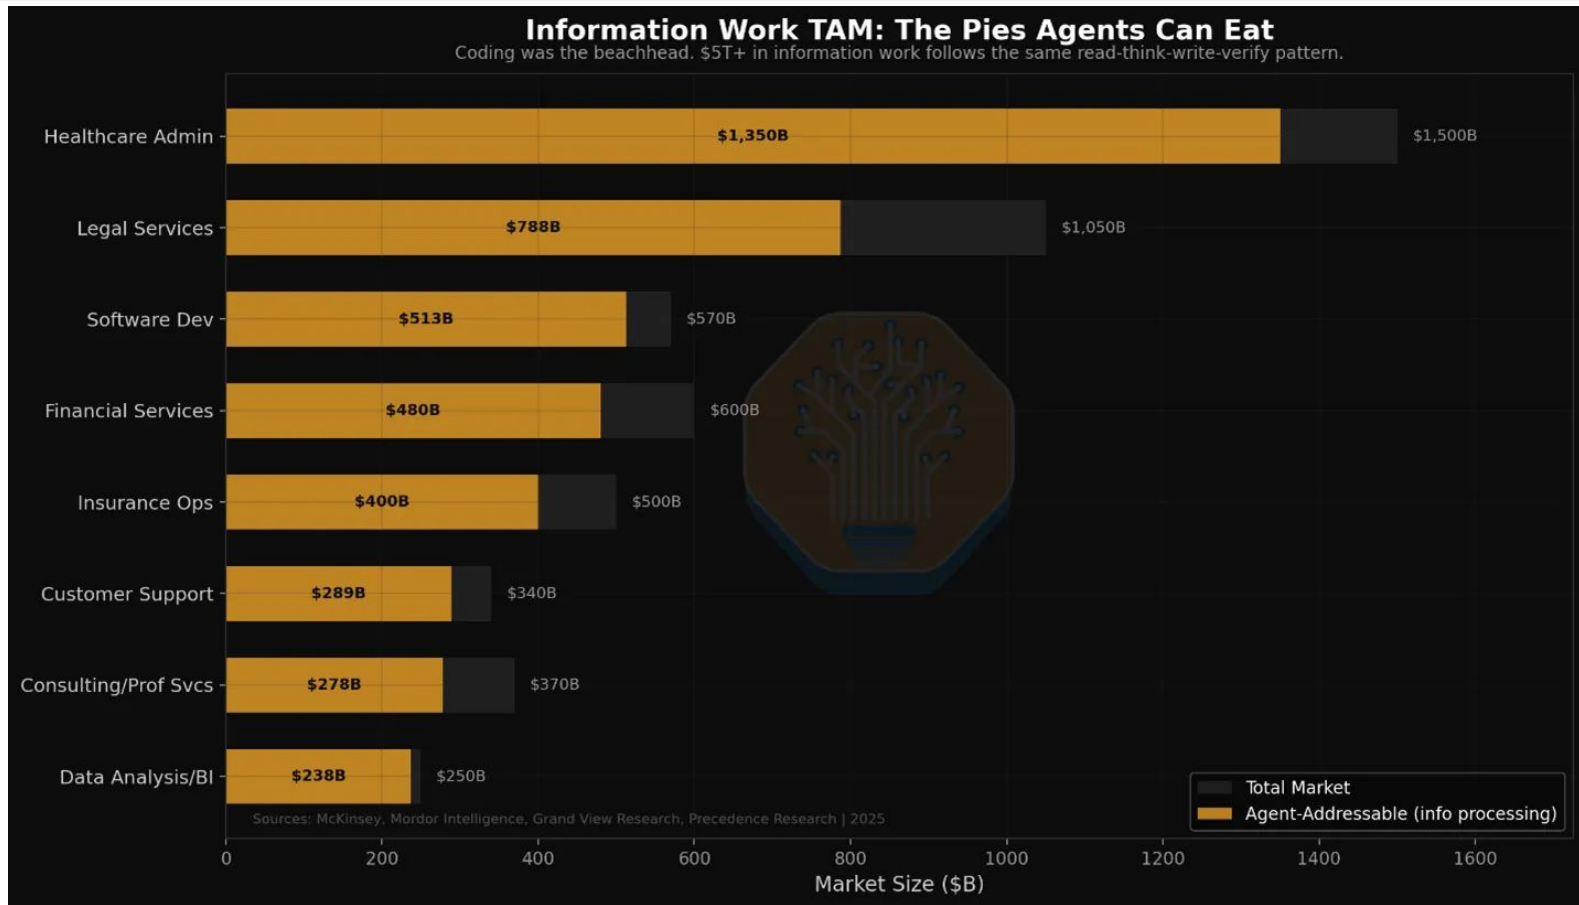 Information Work TAM: The Pies Agents Can Eat
Coding was the beachhead. $5T+ in information work follows the same read-think-write-verify pattern.
Healthcare Admin $1,350B $1,500B
Legal Services $788B $1,050B
Software Dev $513B $570B
Financial Services $480B $600B
Insurance Ops $400B $500B
Customer Support $289B $340B
Consulting/Prof Svcs $278B $370B
Data Analysis/BI $238B $250B
Total Market
Agent-Addressable (info processing)
Sources: McKinsey, Mordor Intelligence, Grand View Research, Precedence Research | 2025
0 200 400 600 800 1000 1200 1400 1600
Market Size ($B)